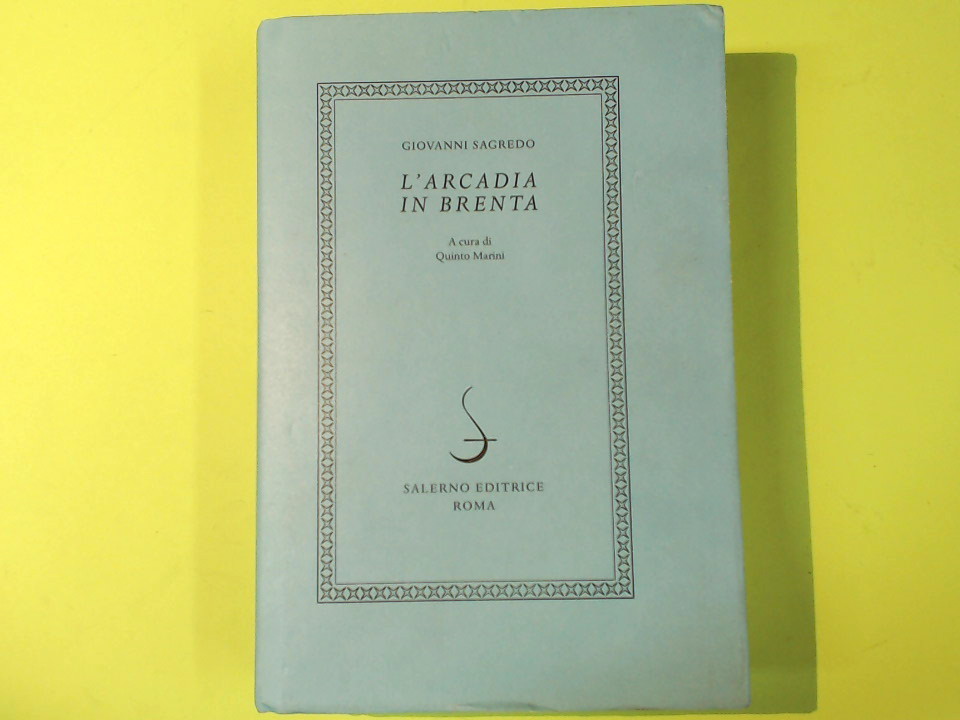 GIOVANNI SAGREDO
L'ARCADIA
IN BRENTA
A cura di
Quinto Marini
SALERNO EDITRICE
ROMA